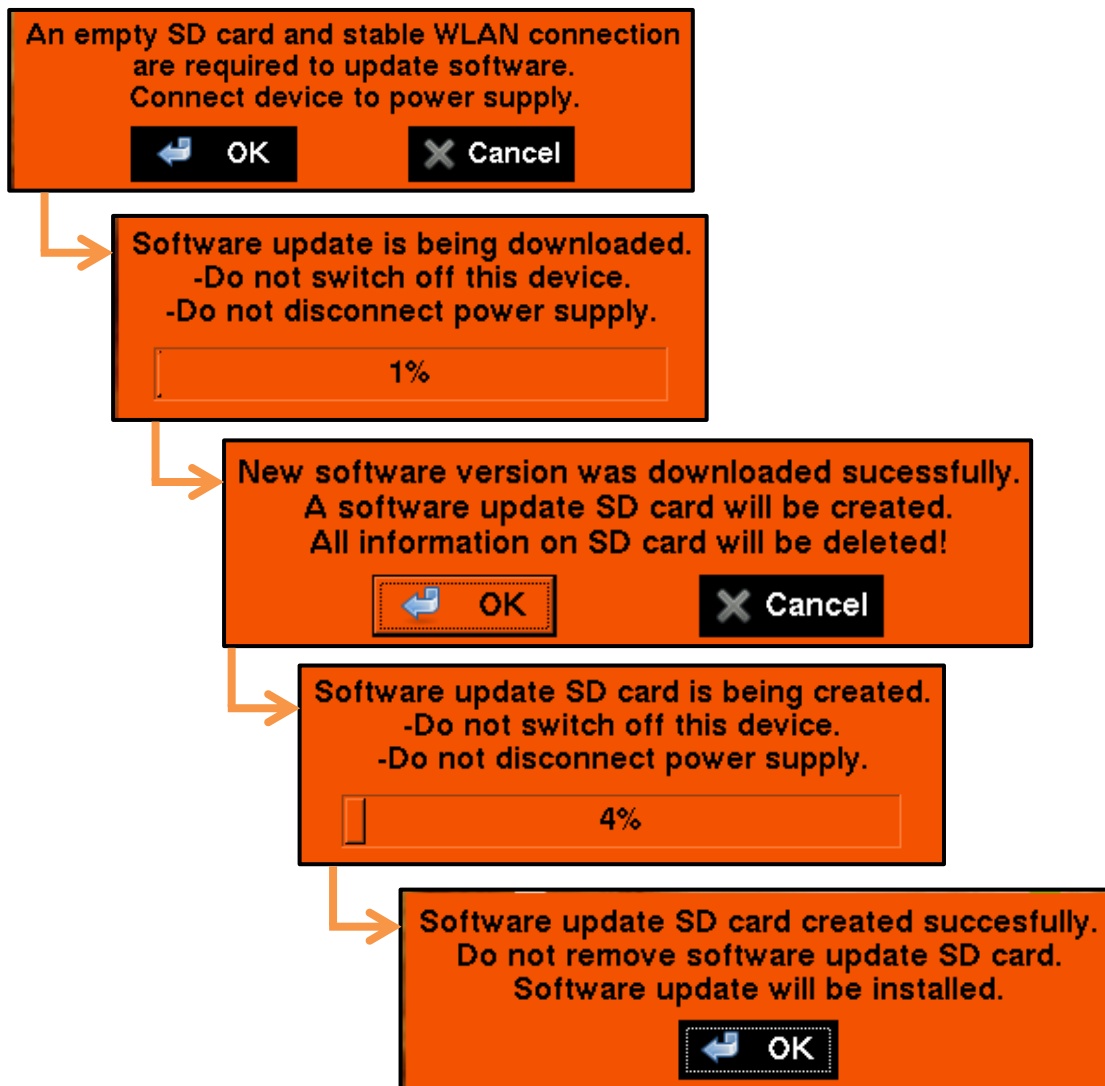 An empty SD card and stable WLAN connection
are required to update software.
Connect device to power supply.
OK Cancel
Software update is being downloaded.
-Do not switch off this device.
-Do not disconnect power supply.
1%
New software version was downloaded sucessfully.
A software update SD card will be created.
All information on SD card will be deleted!
OK Cancel
Software update SD card is being created.
-Do not switch off this device.
-Do not disconnect power supply.
4%
Software update SD card created succesfully.
Do not remove software update SD card.
Software update will be installed.
OK